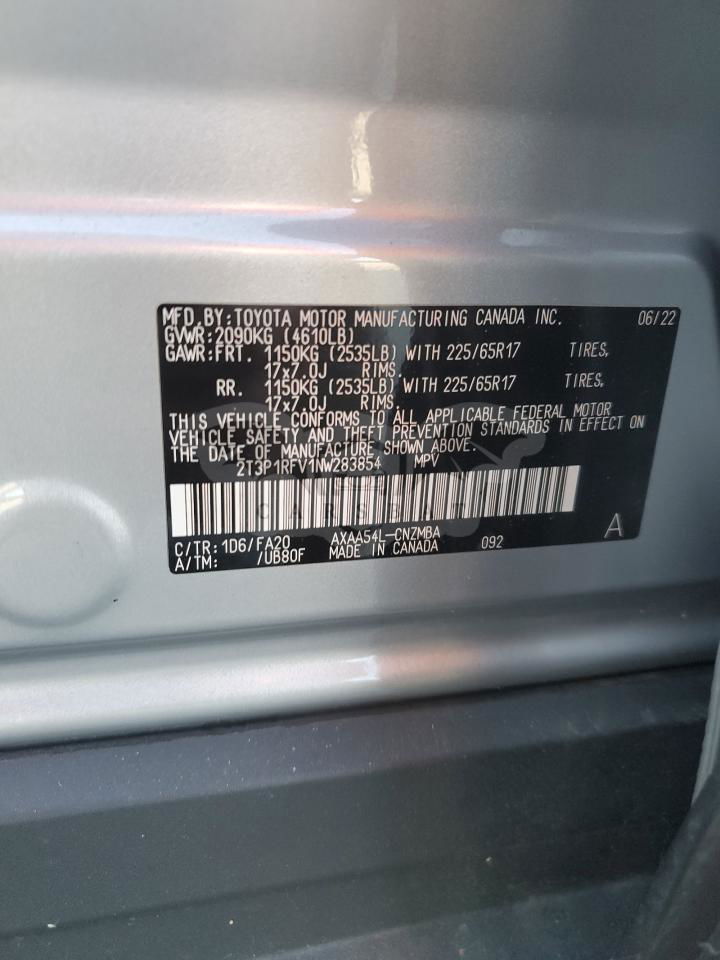 MFD.BY:TOYOTA MOTOR MANUFACTURING CANADA INC. 06/22
GVWR:2090KG (4610LB)
GAWR:FRT. 1150KG (2535LB) WITH 225/65R17 TIRES,
17x7.0J RIMS.
RR. 1150KG (2535LB) WITH 225/65R17 TIRES,
17x7.0J RIMS.
THIS VEHICLE CONFORMS TO ALL APPLICABLE FEDERAL MOTOR
VEHICLE SAFETY AND THEFT PREVENTION STANDARDS IN EFFECT ON
THE DATE OF MANUFACTURE SHOWN ABOVE.
2T3P1RFV1NW283854 MPV
C/TR:1D6/FA20 AXAA54L-CNZMBA
A/TM: /UB80F MADE IN CANADA 092 A